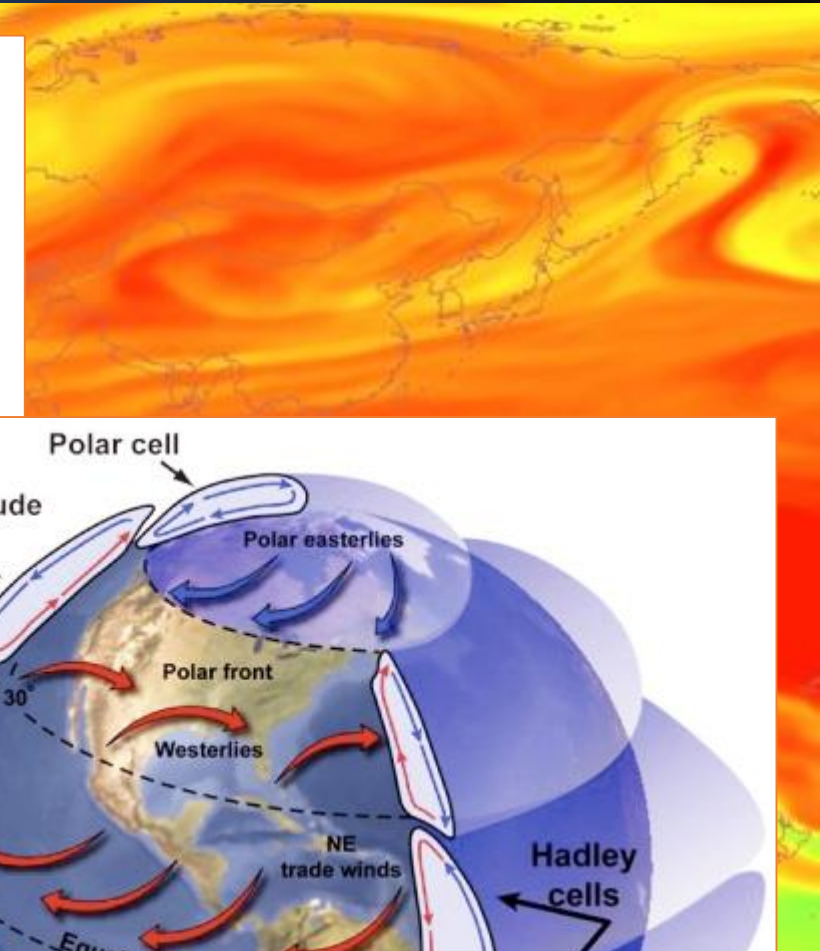 Polar cell
ude
Polar easterlies
Polar front
30°
Westerlies
NE
trade winds
Hadley
cells